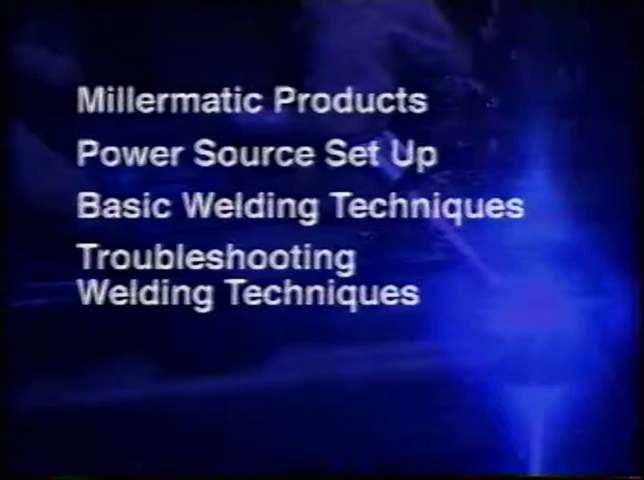 Millermatic Products
Power Source Set Up
Basic Welding Techniques
Troubleshooting
Welding Techniques